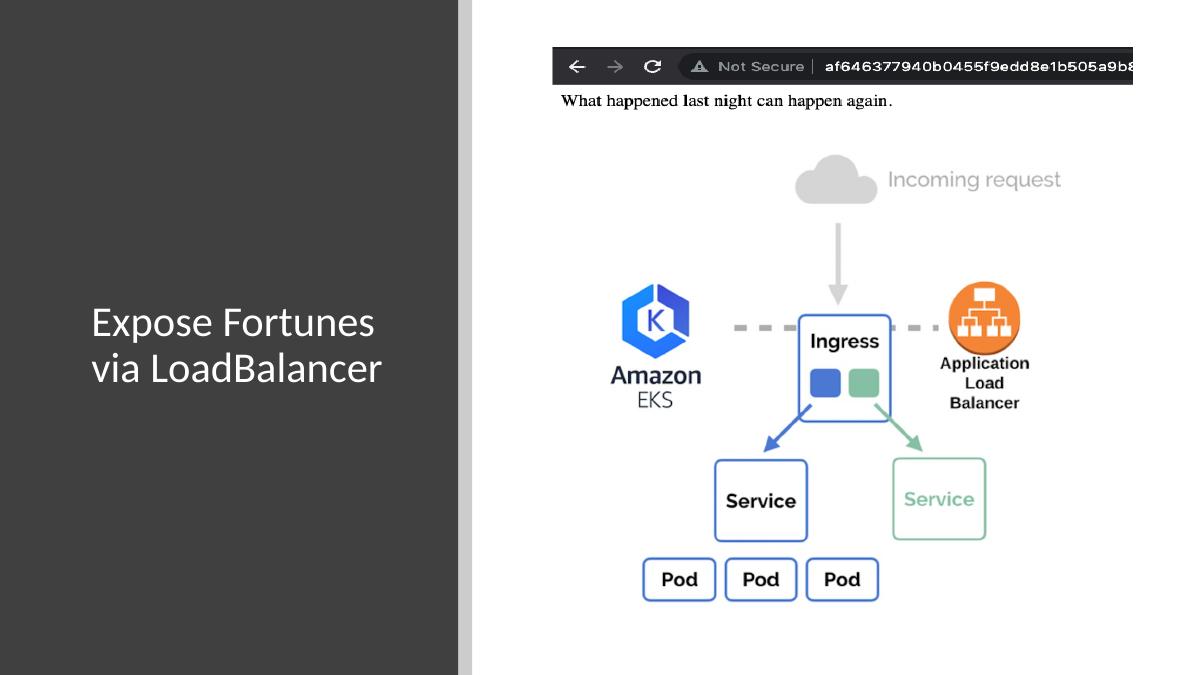 Expose Fortunes
via LoadBalancer
Not Secure
What happened last night can happen again.
Incoming request
K
Amazon
EKS
Ingress
Application
Load
Balancer
Service
Service
Pod
Pod
Pod